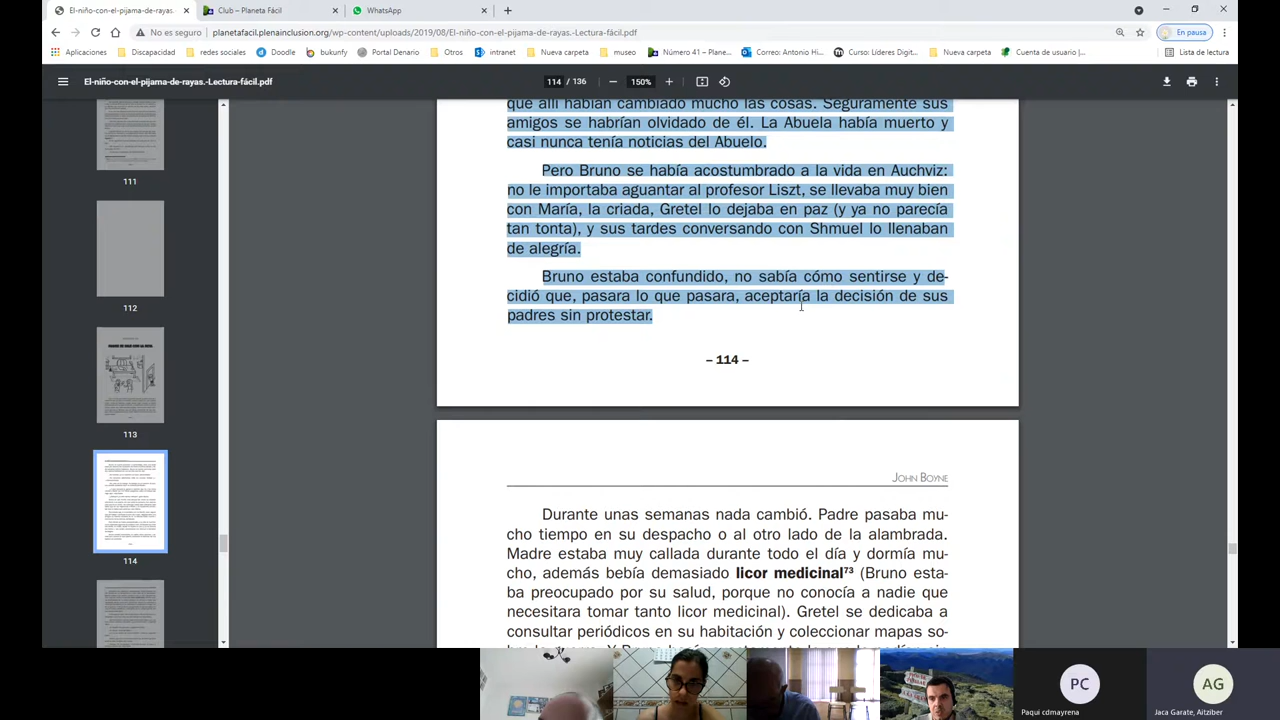 El-niño-con-el-pijama-de-rayas
Club – Planeta Fácil
WhatsApp
No es seguro
planetafacil.plenainclusion.org/wp-content/uploads/2019/08/El-niño-con-el-pijama-de-rayas.-Lectura-fácil.pdf
En pausa
Aplicaciones
Discapacidad
redes sociales
Doodle
bukunfy
Portal Denario
Otros
intranet
Nueva carpeta
museo
Número 41 – Plane...
Correo: Antonio Hi...
Curso: Líderes Digit...
Nueva carpeta
Cuenta de usuario|...
Lista de lectura
El-niño-con-el-pijama-de-rayas.-Lectura-fácil.pdf
114 / 136
150%
111
112
113
114
que allí habían cambiado mucho las cosas. Seguramente sus
amigos se habrían olvidado de él. La Abuela había muerto y
casi nunca tenía noticias del Abuelo.
Pero Bruno se había acostumbrado a la vida en Auchviz:
no le importaba aguantar al profesor Liszt, se llevaba muy bien
con María, la criada, Gretel lo dejaba en paz (y ya no parecía
tan tonta), y sus tardes conversando con Shmuel lo llenaban
de alegría.
Bruno estaba confundido, no sabía cómo sentirse y de-
cidió que, pasara lo que pasara, aceptaría la decisión de sus
padres sin protestar.
– 114 –
John Boyne
Durante unas semanas nada cambió. Padre pasaba mu-
cho tiempo en su despacho o al otro lado de la alambrada.
Madre estaba muy callada durante todo el día y dormía mu-
cho, además bebía demasiado licor medicinal73 (Bruno esta-
ba preocupado por su salud, porque no conocía a nadie que
necesitara tomar tanto licor medicinal). Gretel se dedicaba a
consultar periódicos en su habitación y coleccionar mapas so-
PC
Paqui cdmayrena
AG
Jaca Garate, Aitziber